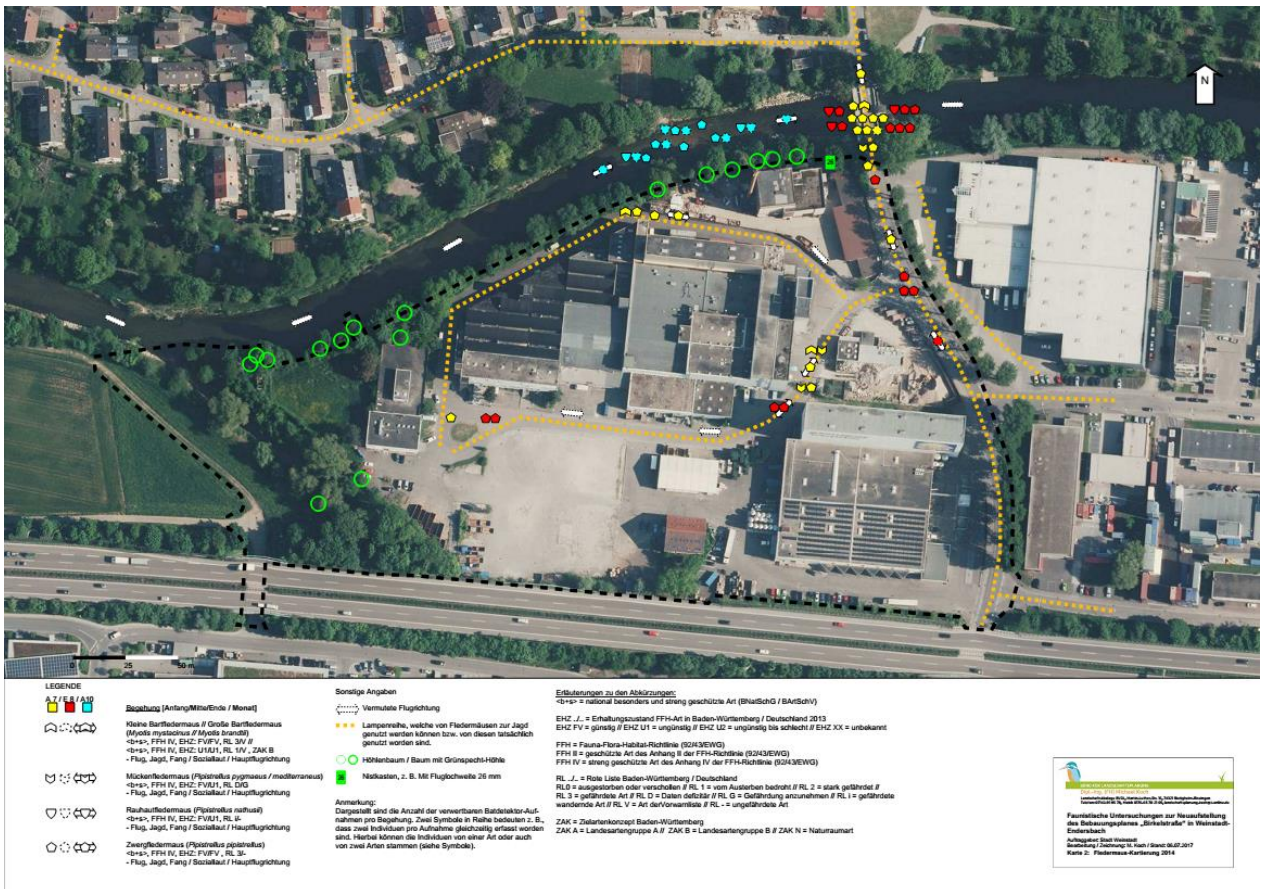 N
0 25 50 m
LEGENDE
A 7 / E 8 / A10
Begehung [Anfang/Mitte/Ende / Monat]
Kleine Bartfledermaus // Große Bartfledermaus
(Myotis mystacinus // Myotis brandtii)
<b+s>, FFH IV, EHZ: FV/FV, RL 3/V //
<b+s>, FFH IV, EHZ: U1/U1, RL 1/V , ZAK B
- Flug, Jagd, Fang / Soziallaut / Hauptflugrichtung
Mückenfledermaus (Pipistrellus pygmaeus / mediterraneus)
<b+s>, FFH IV, EHZ: FV/U1, RL D/G
- Flug, Jagd, Fang / Soziallaut / Hauptflugrichtung
Rauhautfledermaus (Pipistrellus nathusii)
<b+s>, FFH IV, EHZ: FV/U1, RL i/-
- Flug, Jagd, Fang / Soziallaut / Hauptflugrichtung
Zwergfledermaus (Pipistrellus pipistrellus)
<b+s>, FFH IV, EHZ: FV/FV , RL 3/-
- Flug, Jagd, Fang / Soziallaut / Hauptflugrichtung
Sonstige Angaben
Vermutete Flugrichtung
Lampenreihe, welche von Fledermäusen zur Jagd
genutzt werden können bzw. von diesen tatsächlich
genutzt worden sind.
Höhlenbaum / Baum mit Grünspecht-Höhle
Nistkasten, z. B. Mit Fluglochweite 26 mm
Anmerkung:
Dargestellt sind die Anzahl der verwertbaren Batdetektor-Auf-
nahmen pro Begehung. Zwei Symbole in Reihe bedeuten z. B.,
dass zwei Individuen pro Aufnahme gleichzeitig erfasst worden
sind. Hierbei können die Individuen von einer Art oder auch
von zwei Arten stammen (siehe Symbole).
Erläuterungen zu den Abkürzungen:
<b+s> = national besonders und streng geschützte Art (BNatSchG / BArtSchV)
EHZ ../.. = Erhaltungszustand FFH-Art in Baden-Württemberg / Deutschland 2013
EHZ FV = günstig // EHZ U1 = ungünstig // EHZ U2 = ungünstig bis schlecht // EHZ XX = unbekannt
FFH = Fauna-Flora-Habitat-Richtlinie (92/43/EWG)
FFH II = geschützte Art des Anhang II der FFH-Richtlinie (92/43/EWG)
FFH IV = streng geschützte Art des Anhang IV der FFH-Richtlinie (92/43/EWG)
RL ../.. = Rote Liste Baden-Württemberg / Deutschland
RL0 = ausgestorben oder verschollen // RL 1 = vom Austerben bedroht // RL 2 = stark gefährdet //
RL 3 = gefährdete Art // RL D = Daten defizitär // RL G = Gefährdung anzunehmen // RL i = gefährdete
wandernde Art // RL V = Art derVorwarnliste // RL - = ungefährdete Art
ZAK = Zielartenkonzept Baden-Württemberg
ZAK A = Landesartengruppe A // ZAK B = Landesartengruppe B // ZAK N = Naturraumart
Faunistische Untersuchungen zur Neuaufstellung
des Bebauungsplanes „Birkelstraße" in Weinstadt-
Endersbach
Auftraggeber: Stadt Weinstadt
Bearbeitung / Zeichnung: M. Koch / Stand: 06.07.2017
Karte 2: Fledermaus-Kartierung 2014